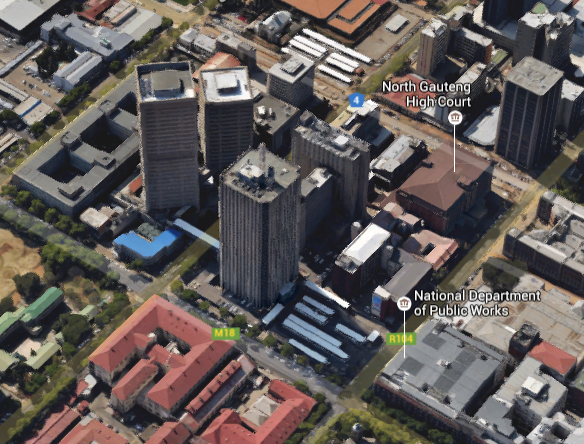 North Gauteng
High Court
4
National Department
of Public Works
M18
R104